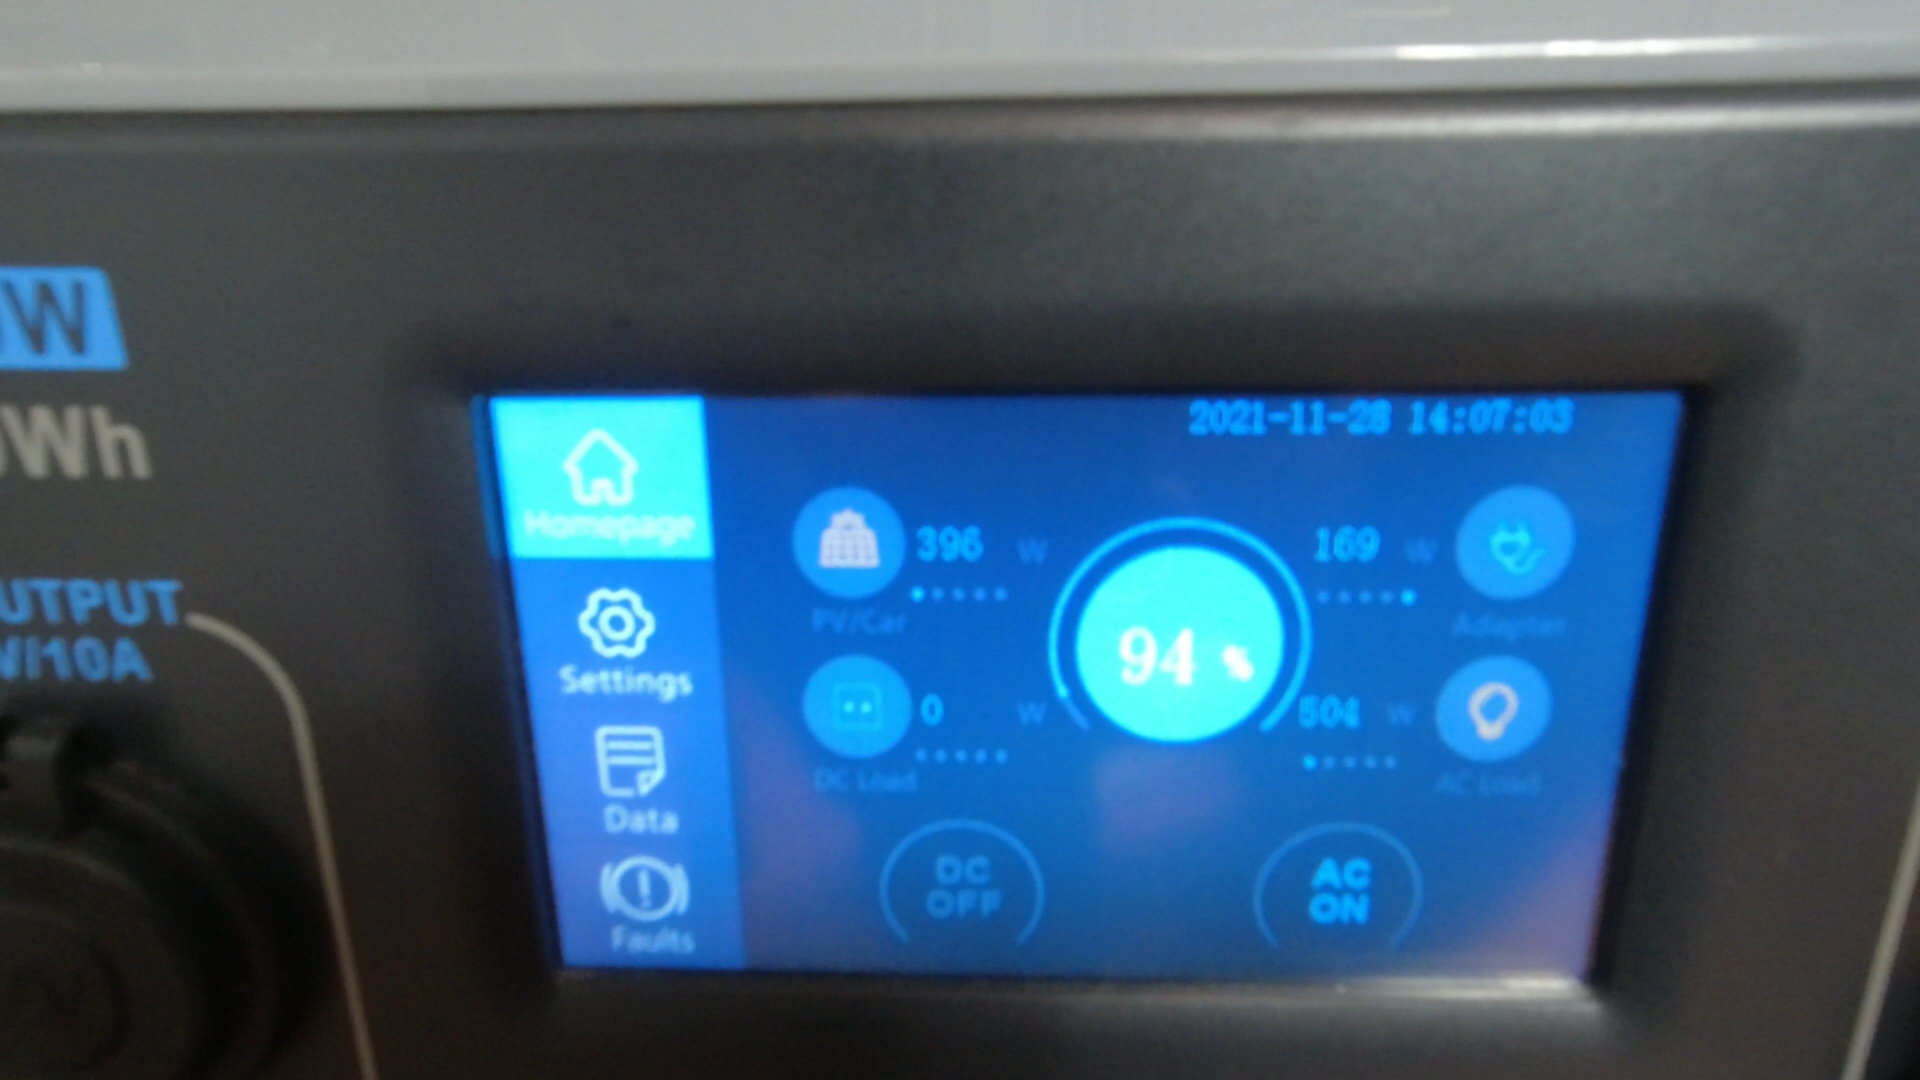 W
Wh
UTPUT
V/10A
2021-11-28 14:07:03
Homepage
Settings
Data
Faults
396 W
PV/Car
169 W
Adapter
94 %
0 W
DC Load
504 W
AC Load
DC
OFF
AC
ON